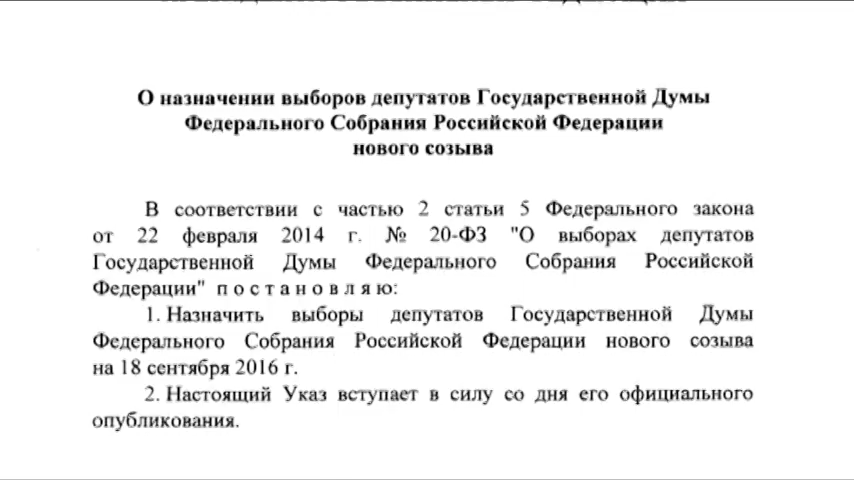 О назначении выборов депутатов Государственной Думы
Федерального Собрания Российской Федерации
нового созыва
В соответствии с частью 2 статьи 5 Федерального закона
от 22 февраля 2014 г. № 20-ФЗ "О выборах депутатов
Государственной Думы Федерального Собрания Российской
Федерации" п о с т а н о в л я ю:
1. Назначить выборы депутатов Государственной Думы
Федерального Собрания Российской Федерации нового созыва
на 18 сентября 2016 г.
2. Настоящий Указ вступает в силу со дня его официального
опубликования.